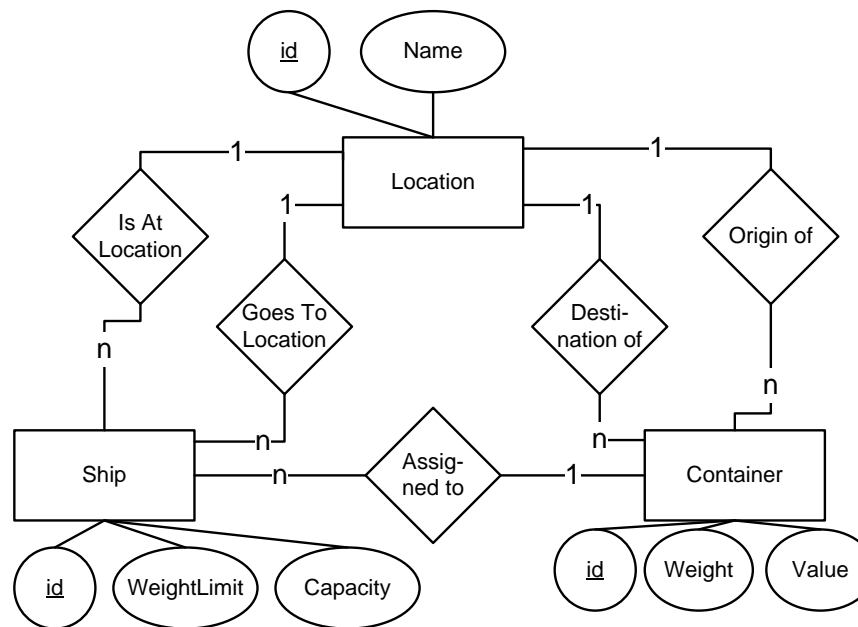 id
Name
1
1
Location
Is At
Location
1
1
Origin of
Goes To
Location
Desti-
nation of
n
n
n
n
Ship
n
Assig-
ned to
1
Container
id
WeightLimit
Capacity
id
Weight
Value